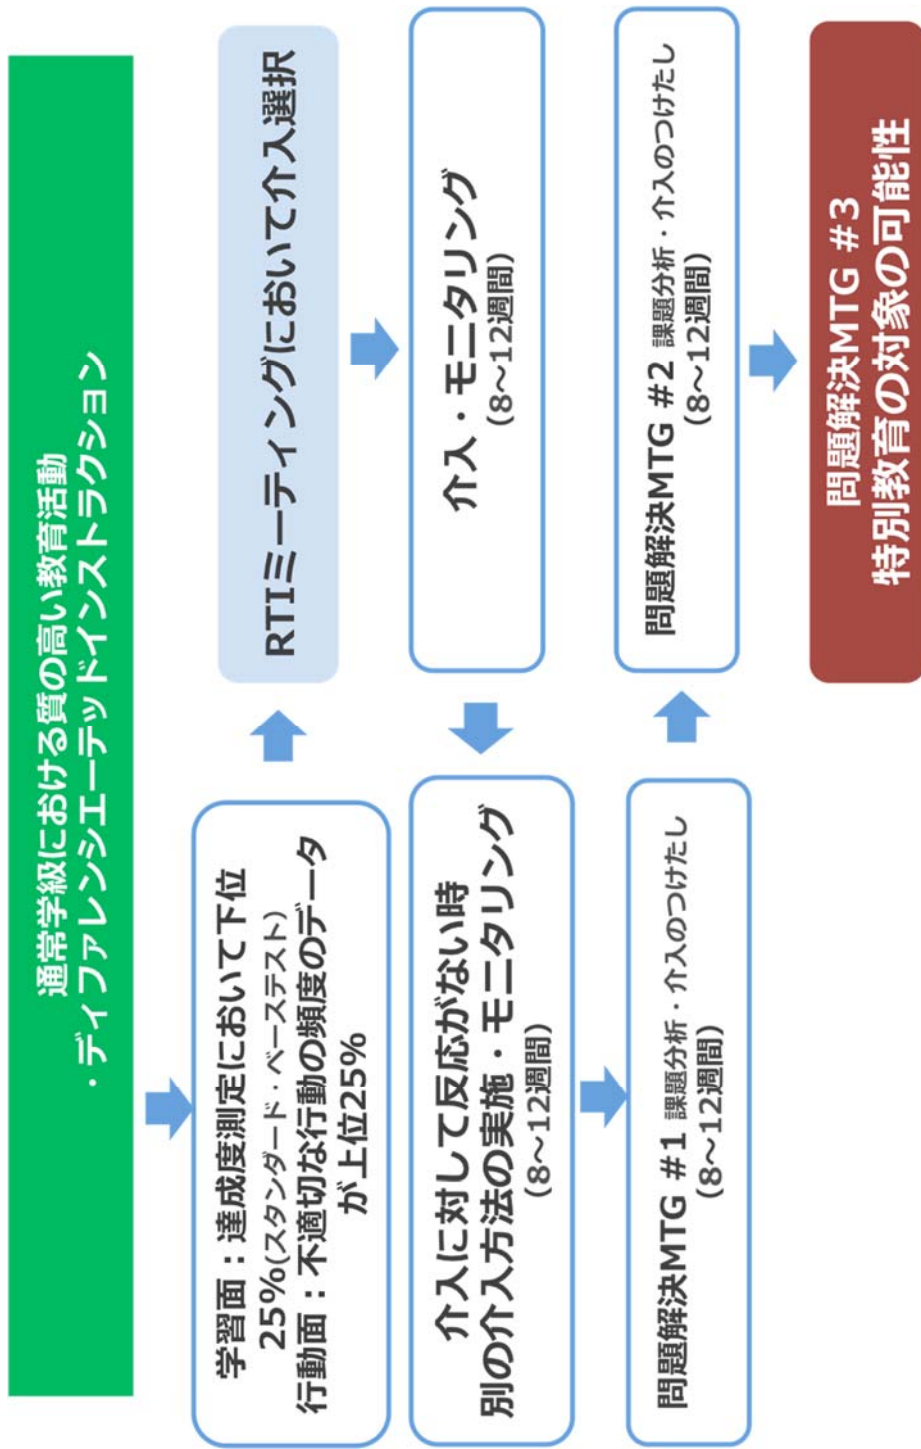 通常学級における質の高い教育活動
・ディファレンシエーテッドインストラクション
学習面：達成度測定において下位
25%(スタンダード・ベーステスト)
行動面：不適切な行動の頻度のデータ
が上位25%
RTIミーティングにおいて介入選択
介入・モニタリング
(8～12週間)
介入に対して反応がない時
別の介入方法の実施・モニタリング
(8～12週間)
問題解決MTG #1 課題分析・介入のつけたし
(8～12週間)
問題解決MTG #2 課題分析・介入のつけたし
(8～12週間)
問題解決MTG #3
特別教育の対象の可能性